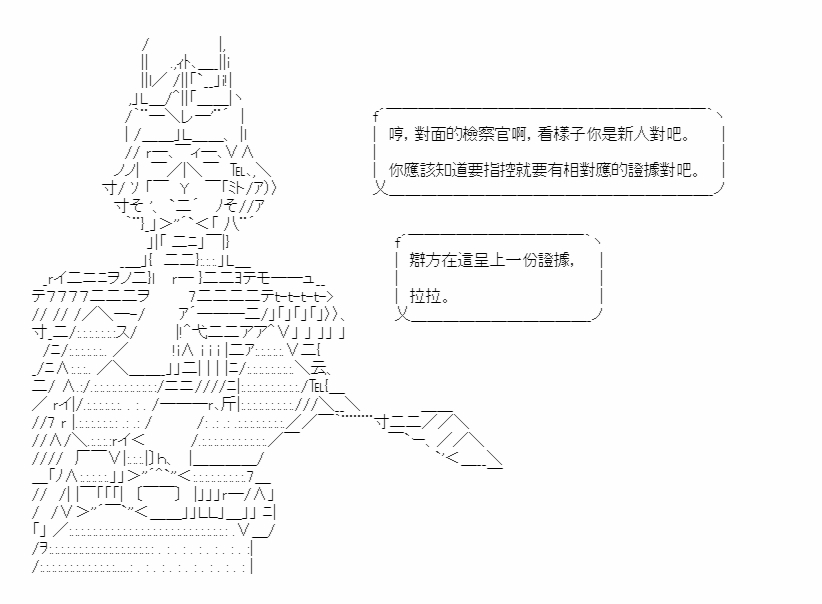 哼, 對面的檢察官啊, 看樣子你是新人對吧。
你應該知道要指控就要有相對應的證據對吧。
辯方在這呈上一份證據,
拉拉。